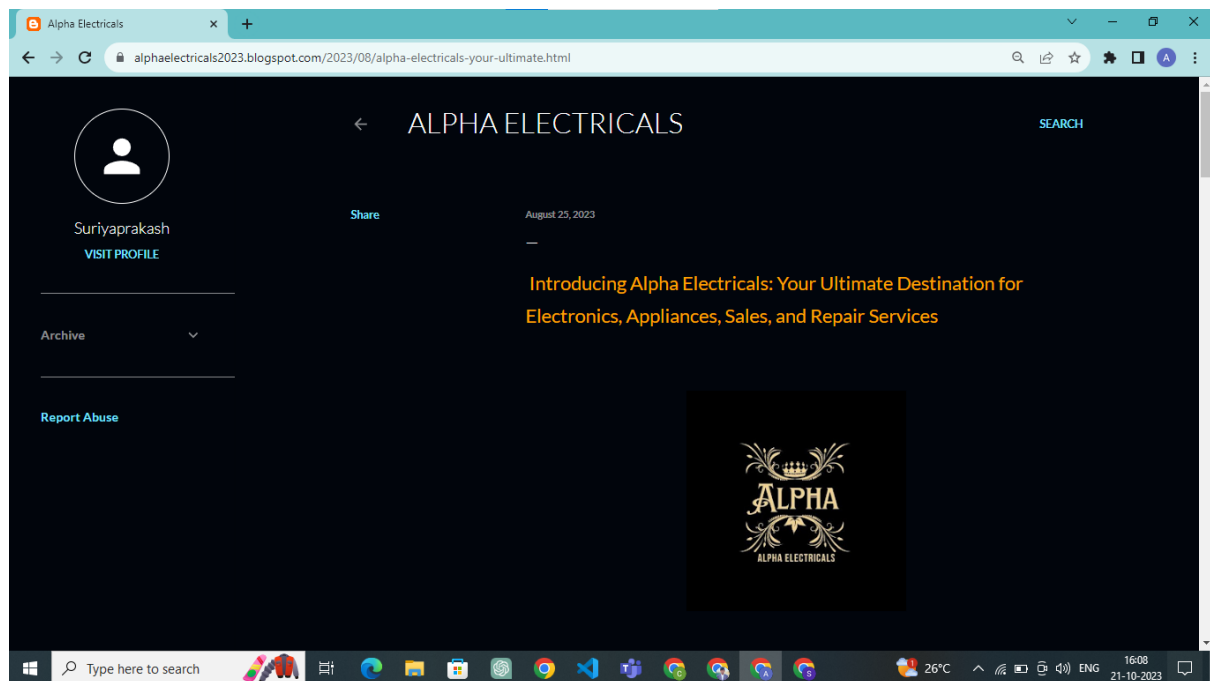 Alpha Electricals
alphaelectricals2023.blogspot.com/2023/08/alpha-electricals-your-ultimate.html
A
ALPHA ELECTRICALS
SEARCH
Suriyaprakash
VISIT PROFILE
Share
August 25, 2023
Introducing Alpha Electricals: Your Ultimate Destination for
Electronics, Appliances, Sales, and Repair Services
Archive
Report Abuse
ALPHA
ALPHA ELECTRICALS
Type here to search
26°C
ENG
16:08
21-10-2023